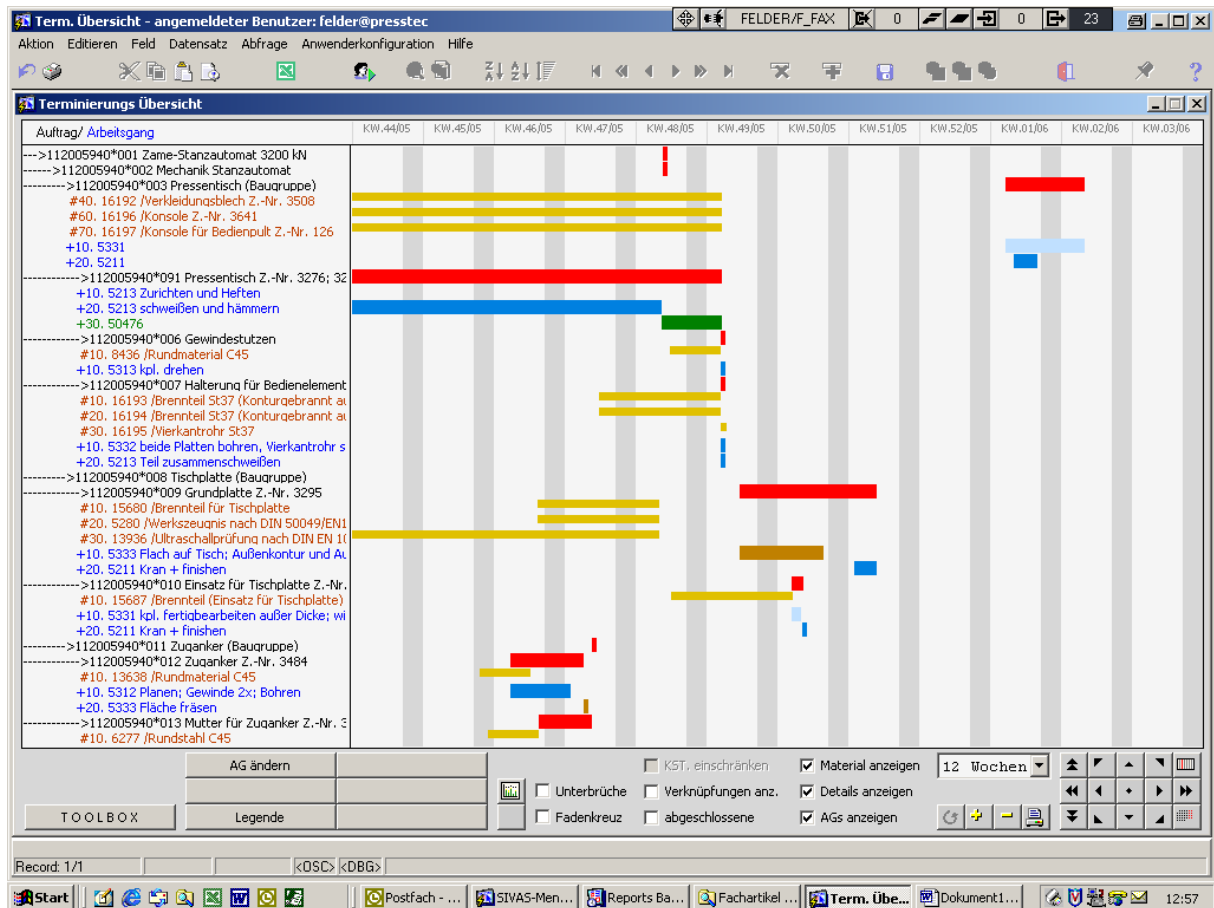 Term. Übersicht - angemeldeter Benutzer: felder@presstec
FELDER/F_FAX 0 0 23
Aktion Editieren Feld Datensatz Abfrage Anwenderkonfiguration Hilfe
Terminierungs Übersicht
Auftrag/ Arbeitsgang KW.44/05 KW.45/05 KW.46/05 KW.47/05 KW.48/05 KW.49/05 KW.50/05 KW.51/05 KW.52/05 KW.01/06 KW.02/06 KW.03/06
--->112005940*001 Zame-Stanzautomat 3200 kN
------>112005940*002 Mechanik Stanzautomat
-------->112005940*003 Pressentisch (Baugruppe)
#40. 16192 /Verkleidungsblech Z.-Nr. 3508
#60. 16196 /Konsole Z.-Nr. 3641
#70. 16197 /Konsole für Bedienpult Z.-Nr. 126
+10. 5331
+20. 5211
------------>112005940*091 Pressentisch Z.-Nr. 3276; 32
+10. 5213 Zurichten und Heften
+20. 5213 schweißen und hämmern
+30. 50476
------------>112005940*006 Gewindestutzen
#10. 8436 /Rundmaterial C45
+10. 5313 kpl. drehen
------------>112005940*007 Halterung für Bedienelement
#10. 16193 /Brennteil St37 (Konturgebrannt au
#20. 16194 /Brennteil St37 (Konturgebrannt au
#30. 16195 /Vierkantrohr St37
+10. 5332 beide Platten bohren, Vierkantrohr s
+20. 5213 Teil zusammenschweißen
-------->112005940*008 Tischplatte (Baugruppe)
------------>112005940*009 Grundplatte Z.-Nr. 3295
#10. 15680 /Brennteil für Tischplatte
#20. 5280 /Werkszeugnis nach DIN 50049/EN1
#30. 13936 /Ultraschallprüfung nach DIN EN 1(
+10. 5333 Flach auf Tisch; Außenkontur und Au
+20. 5211 Kran + finishen
------------>112005940*010 Einsatz für Tischplatte Z.-Nr.
#10. 15687 /Brennteil (Einsatz für Tischplatte)
+10. 5331 kpl. fertigbearbeiten außer Dicke; wi
+20. 5211 Kran + finishen
-------->112005940*011 Zuganker (Baugruppe)
------------>112005940*012 Zuganker Z.-Nr. 3484
#10. 13638 /Rundmaterial C45
+10. 5312 Planen; Gewinde 2x; Bohren
+20. 5333 Fläche fräsen
------------>112005940*013 Mutter für Zuganker Z.-Nr. 3
#10. 6277 /Rundstahl C45
AG ändern KST. einschränken Material anzeigen 12 Wochen
Unterbrüche Verknüpfungen anz. Details anzeigen
TOOLBOX Legende Fadenkreuz abgeschlossene AGs anzeigen
Record: 1/1 <OSC> <DBG>
Start Postfach - ... SIVAS-Men... Reports Ba... Fachartikel ... Term. Übe... Dokument1... 12:57